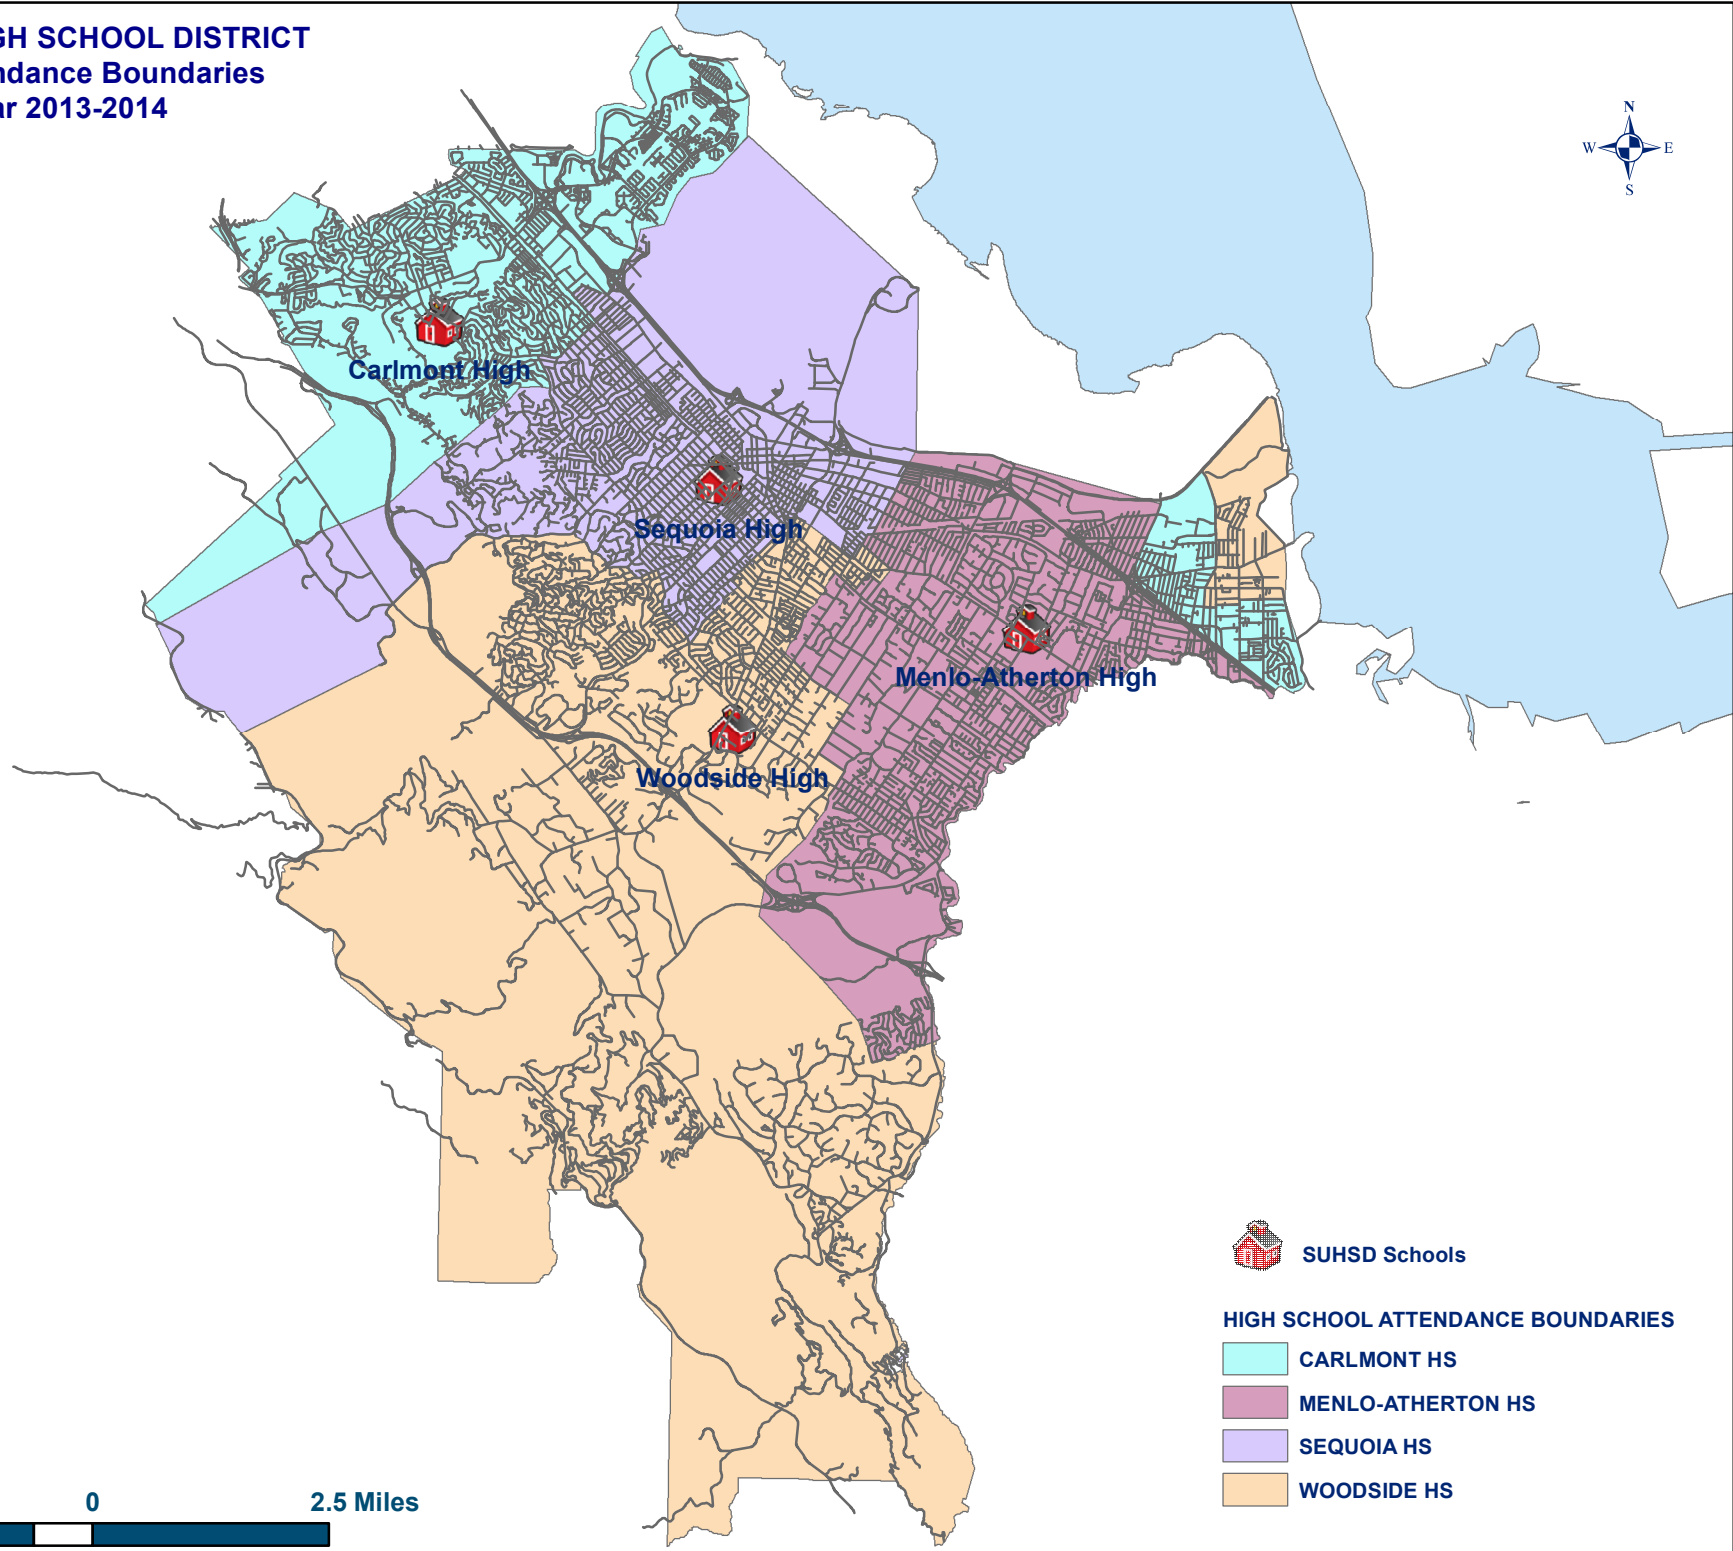 GH SCHOOL DISTRICT
ndance Boundaries
ar 2013-2014
N
W E
S
Carlmont High
Sequoia High
Menlo-Atherton High
Woodside High
SUHSD Schools
HIGH SCHOOL ATTENDANCE BOUNDARIES
CARLMONT HS
MENLO-ATHERTON HS
SEQUOIA HS
WOODSIDE HS
0 2.5 Miles